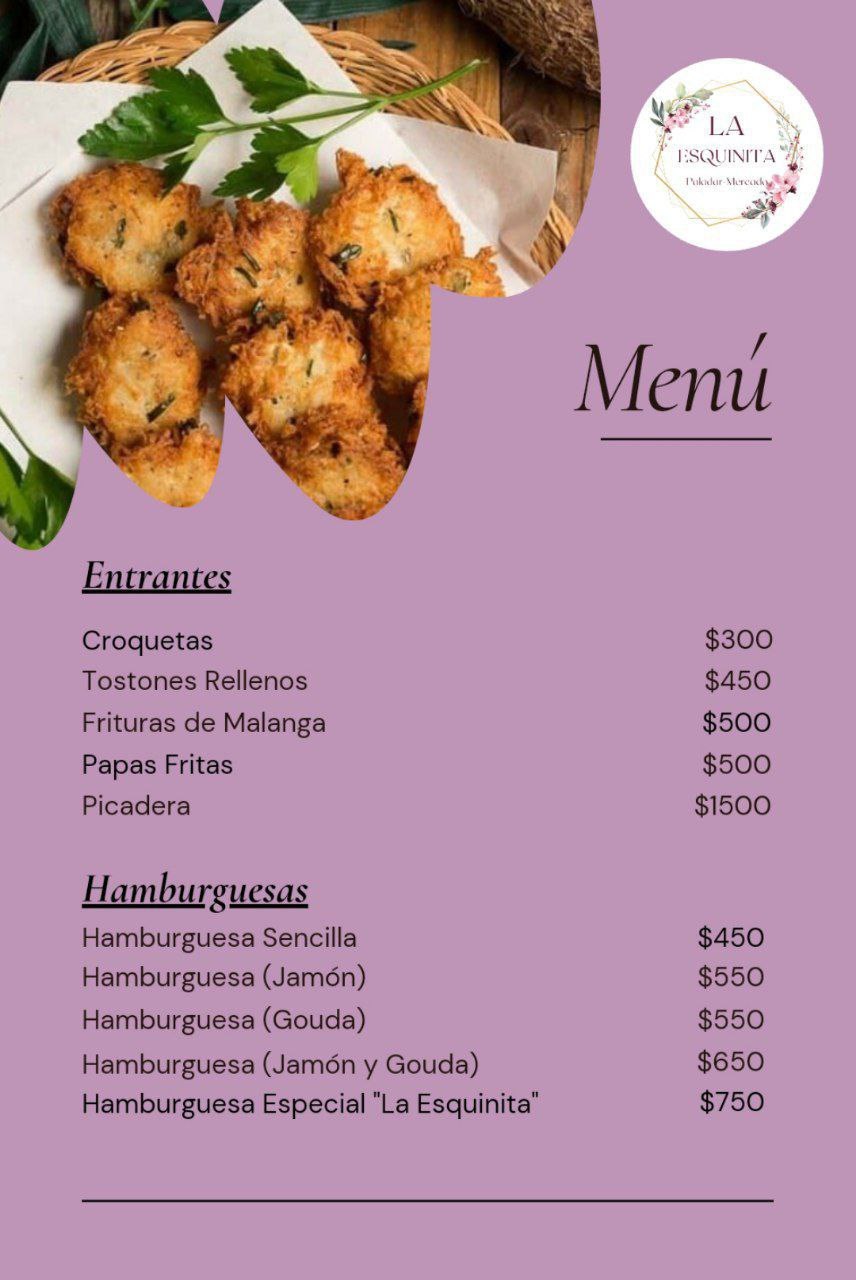 LA
ESQUINITA
Paladar-Mercado
Menú
Entrantes
Croquetas $300
Tostones Rellenos $450
Frituras de Malanga $500
Papas Fritas $500
Picadera $1500
Hamburguesas
Hamburguesa Sencilla $450
Hamburguesa (Jamón) $550
Hamburguesa (Gouda) $550
Hamburguesa (Jamón y Gouda) $650
Hamburguesa Especial "La Esquinita" $750